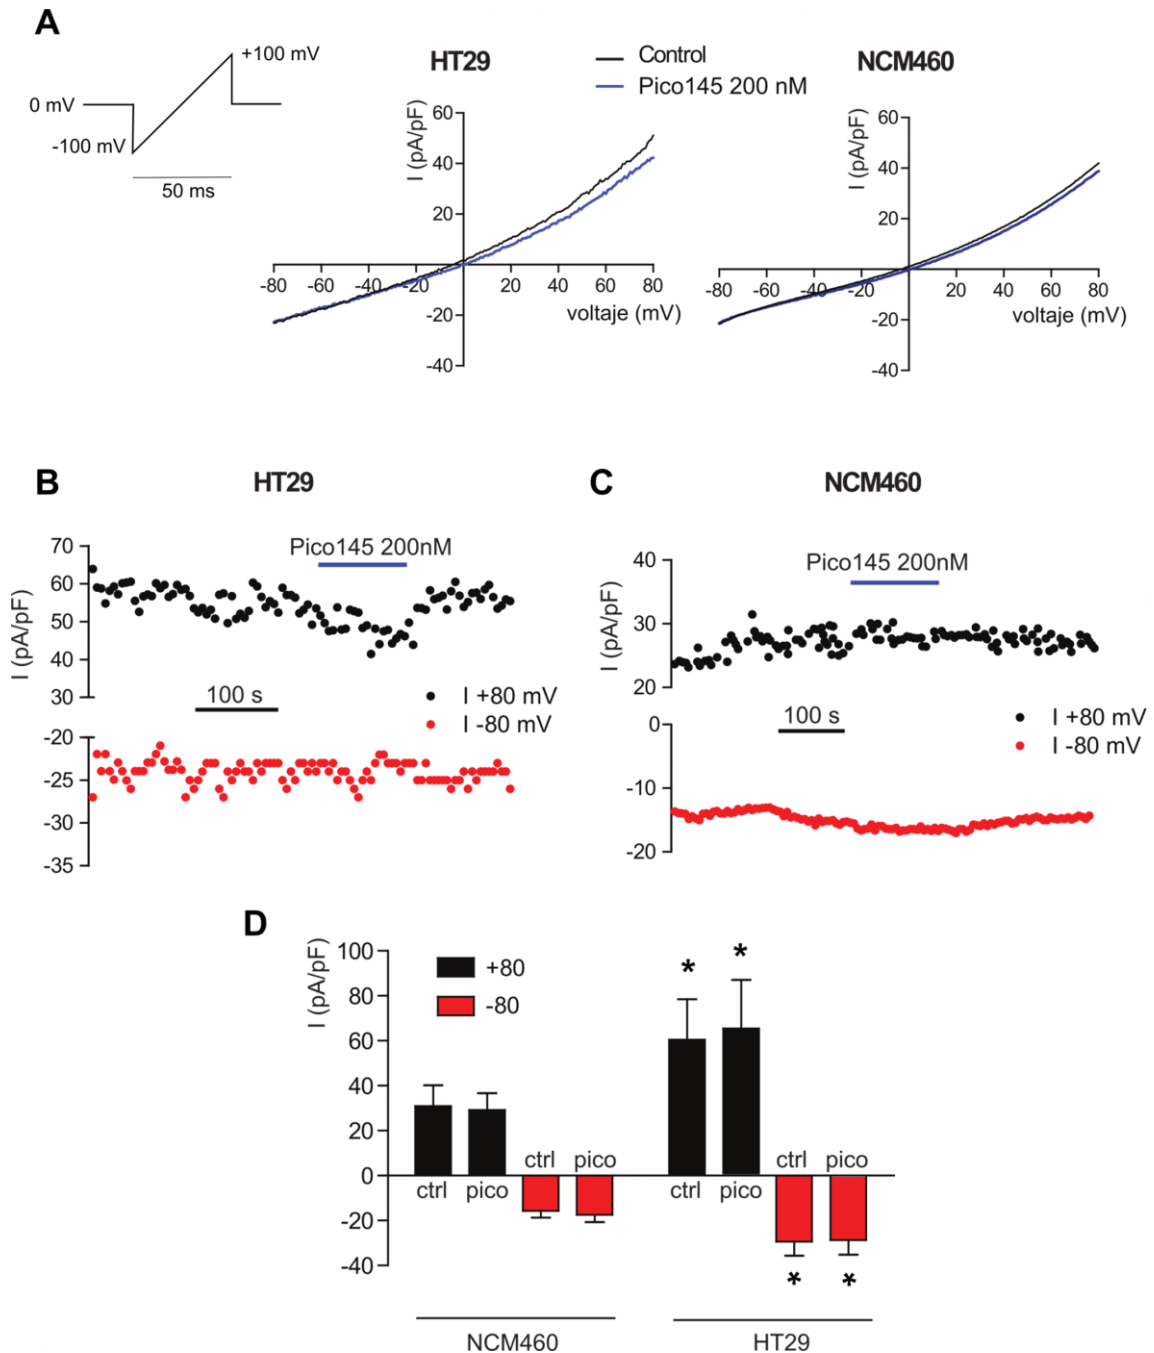 A
+100 mV
0 mV
-100 mV
50 ms
HT29
Control
Pico145 200 nM
NCM460
I (pA/pF)
60
40
20
-20
-40
-80 -60 -40 -20 0 20 40 60 80
voltaje (mV)
I (pA/pF)
60
40
20
-20
-40
-80 -60 -40 -20 0 20 40 60 80
voltaje (mV)
B
HT29
Pico145 200nM
I (pA/pF)
70
60
50
40
30
100 s
I +80 mV
I -80 mV
-20
-25
-30
-35
C
NCM460
Pico145 200nM
I (pA/pF)
40
30
20
100 s
I +80 mV
I -80 mV
0
-10
-20
D
I (pA/pF)
100
80
60
40
20
0
-20
-40
+80
-80
* *
ctrl pico
ctrl pico
ctrl pico
ctrl pico
* *
NCM460
HT29